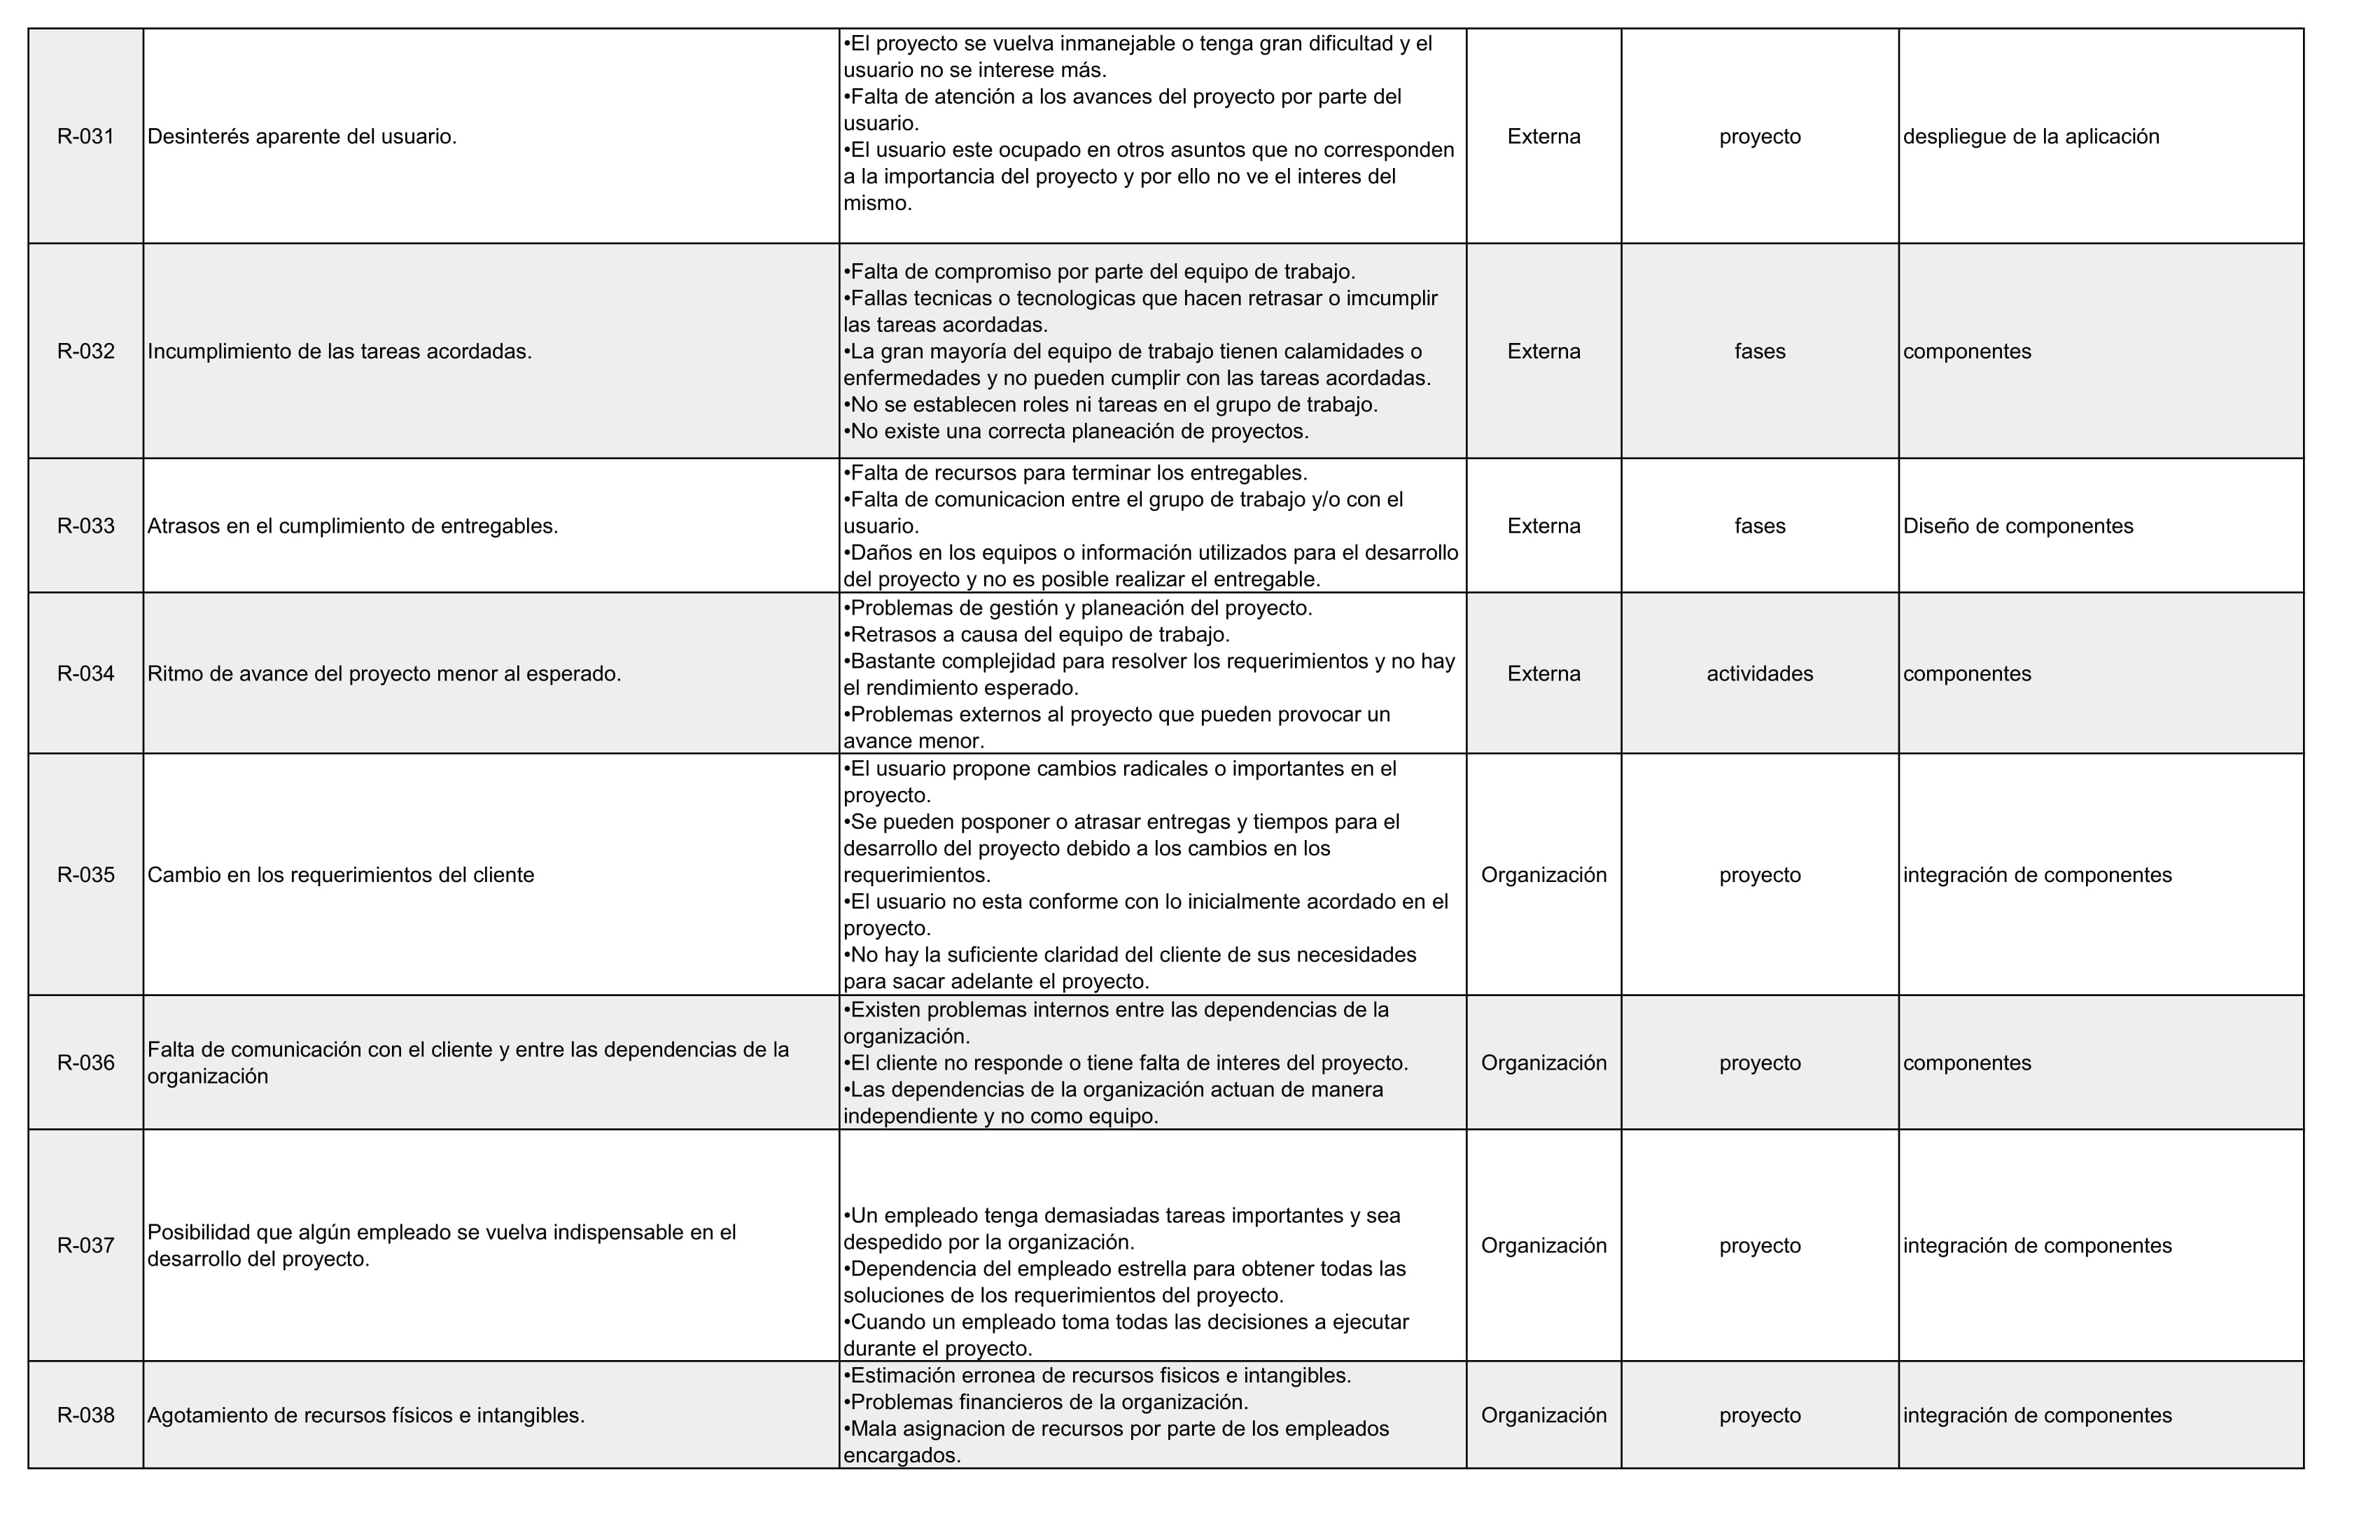 R-031
Desinterés aparente del usuario.
•El proyecto se vuelva inmanejable o tenga gran dificultad y el
usuario no se interese más.
•Falta de atención a los avances del proyecto por parte del
usuario.
•El usuario este ocupado en otros asuntos que no corresponden
a la importancia del proyecto y por ello no ve el interes del
mismo.
Externa
proyecto
despliegue de la aplicación
R-032
Incumplimiento de las tareas acordadas.
•Falta de compromiso por parte del equipo de trabajo.
•Fallas tecnicas o tecnologicas que hacen retrasar o imcumplir
las tareas acordadas.
•La gran mayoría del equipo de trabajo tienen calamidades o
enfermedades y no pueden cumplir con las tareas acordadas.
•No se establecen roles ni tareas en el grupo de trabajo.
•No existe una correcta planeación de proyectos.
Externa
fases
componentes
R-033
Atrasos en el cumplimiento de entregables.
•Falta de recursos para terminar los entregables.
•Falta de comunicacion entre el grupo de trabajo y/o con el
usuario.
•Daños en los equipos o información utilizados para el desarrollo
del proyecto y no es posible realizar el entregable.
Externa
fases
Diseño de componentes
R-034
Ritmo de avance del proyecto menor al esperado.
•Problemas de gestión y planeación del proyecto.
•Retrasos a causa del equipo de trabajo.
•Bastante complejidad para resolver los requerimientos y no hay
el rendimiento esperado.
•Problemas externos al proyecto que pueden provocar un
avance menor.
Externa
actividades
componentes
R-035
Cambio en los requerimientos del cliente
•El usuario propone cambios radicales o importantes en el
proyecto.
•Se pueden posponer o atrasar entregas y tiempos para el
desarrollo del proyecto debido a los cambios en los
requerimientos.
•El usuario no esta conforme con lo inicialmente acordado en el
proyecto.
•No hay la suficiente claridad del cliente de sus necesidades
para sacar adelante el proyecto.
Organización
proyecto
integración de componentes
R-036
Falta de comunicación con el cliente y entre las dependencias de la
organización
•Existen problemas internos entre las dependencias de la
organización.
•El cliente no responde o tiene falta de interes del proyecto.
•Las dependencias de la organización actuan de manera
independiente y no como equipo.
Organización
proyecto
componentes
R-037
Posibilidad que algún empleado se vuelva indispensable en el
desarrollo del proyecto.
•Un empleado tenga demasiadas tareas importantes y sea
despedido por la organización.
•Dependencia del empleado estrella para obtener todas las
soluciones de los requerimientos del proyecto.
•Cuando un empleado toma todas las decisiones a ejecutar
durante el proyecto.
Organización
proyecto
integración de componentes
R-038
Agotamiento de recursos físicos e intangibles.
•Estimación erronea de recursos fisicos e intangibles.
•Problemas financieros de la organización.
•Mala asignacion de recursos por parte de los empleados
encargados.
Organización
proyecto
integración de componentes